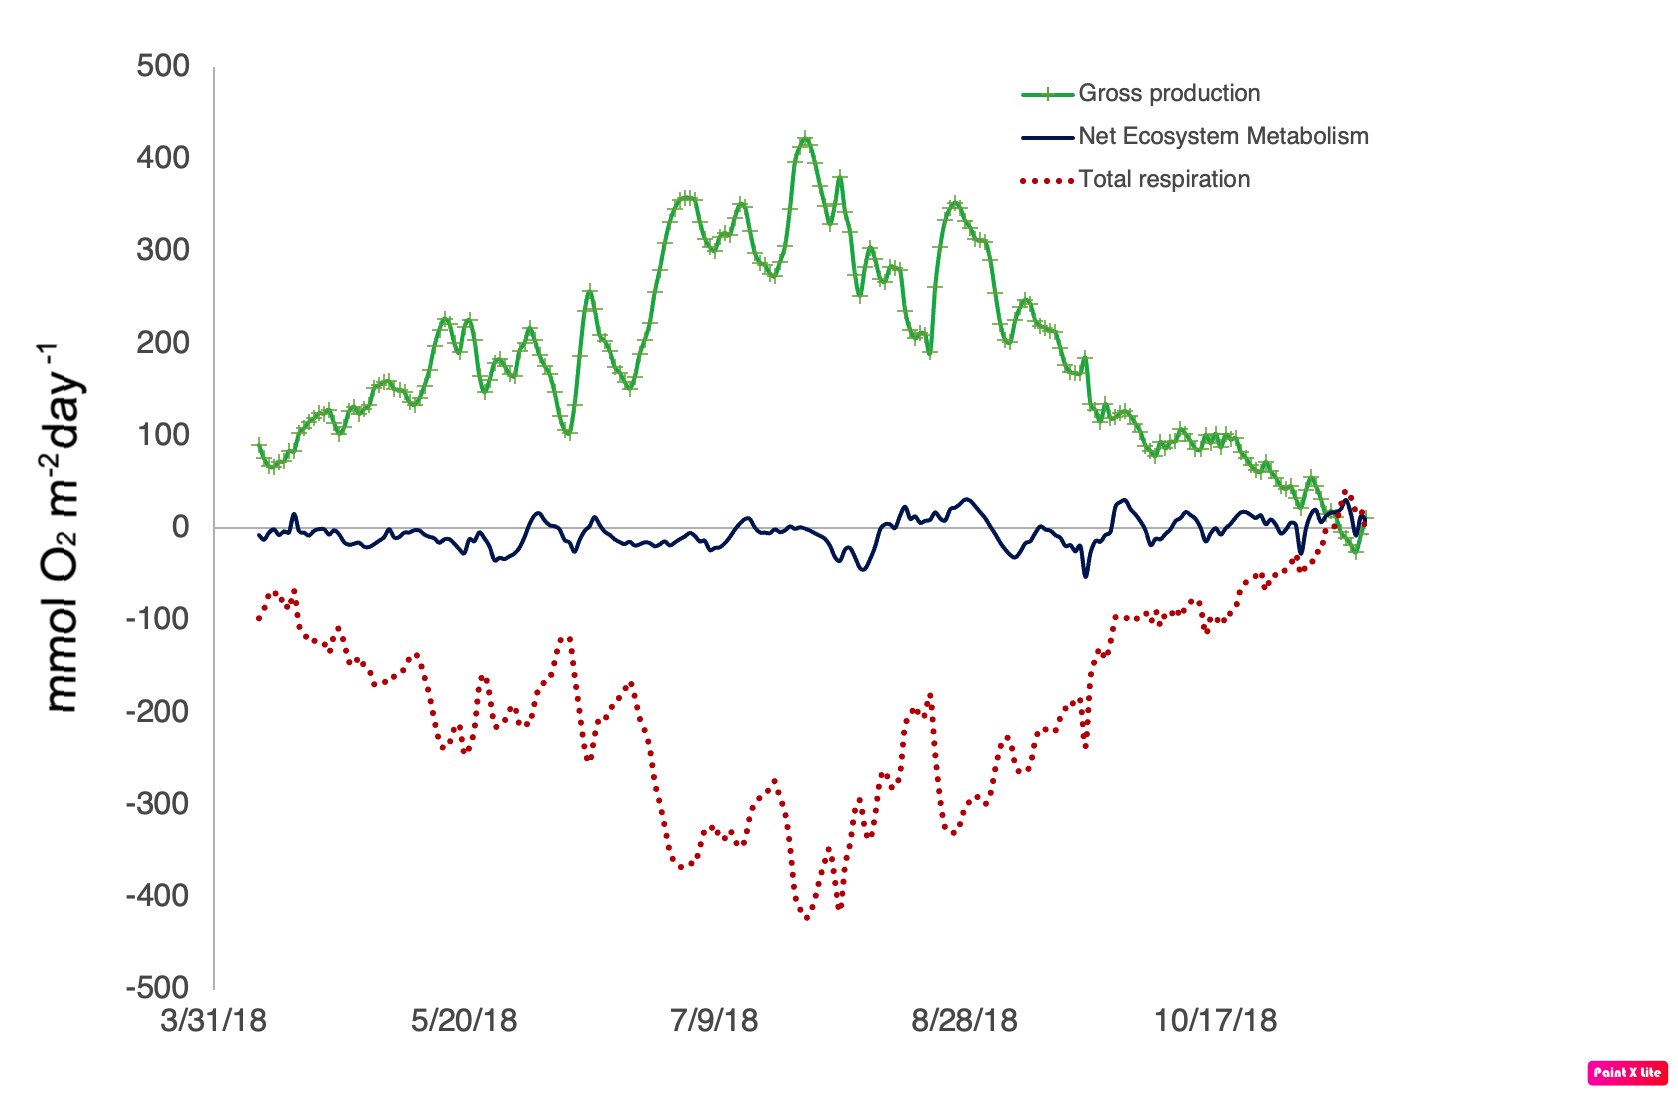 500
400
300
200
100
0
-100
-200
-300
-400
-500
mmol O₂ m⁻²day⁻¹
Gross production
Net Ecosystem Metabolism
Total respiration
3/31/18 5/20/18 7/9/18 8/28/18 10/17/18
Paint X Lite